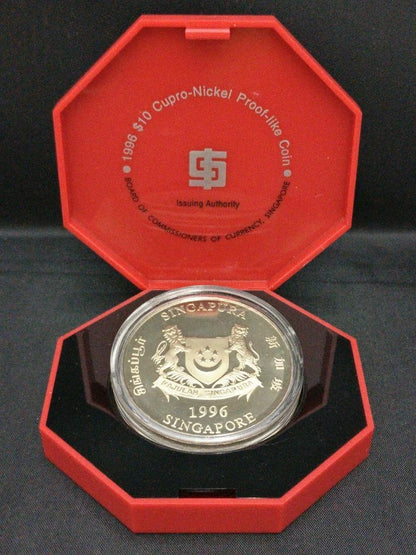 • 1996 $10 Cupro-Nickel Proof-like Coin •
Issuing Authority
BOARD OF COMMISSIONERS OF CURRENCY, SINGAPORE
SINGAPURA
சிங்கப்பூர்
新加坡
MAJULAH SINGAPURA
1996
SINGAPORE